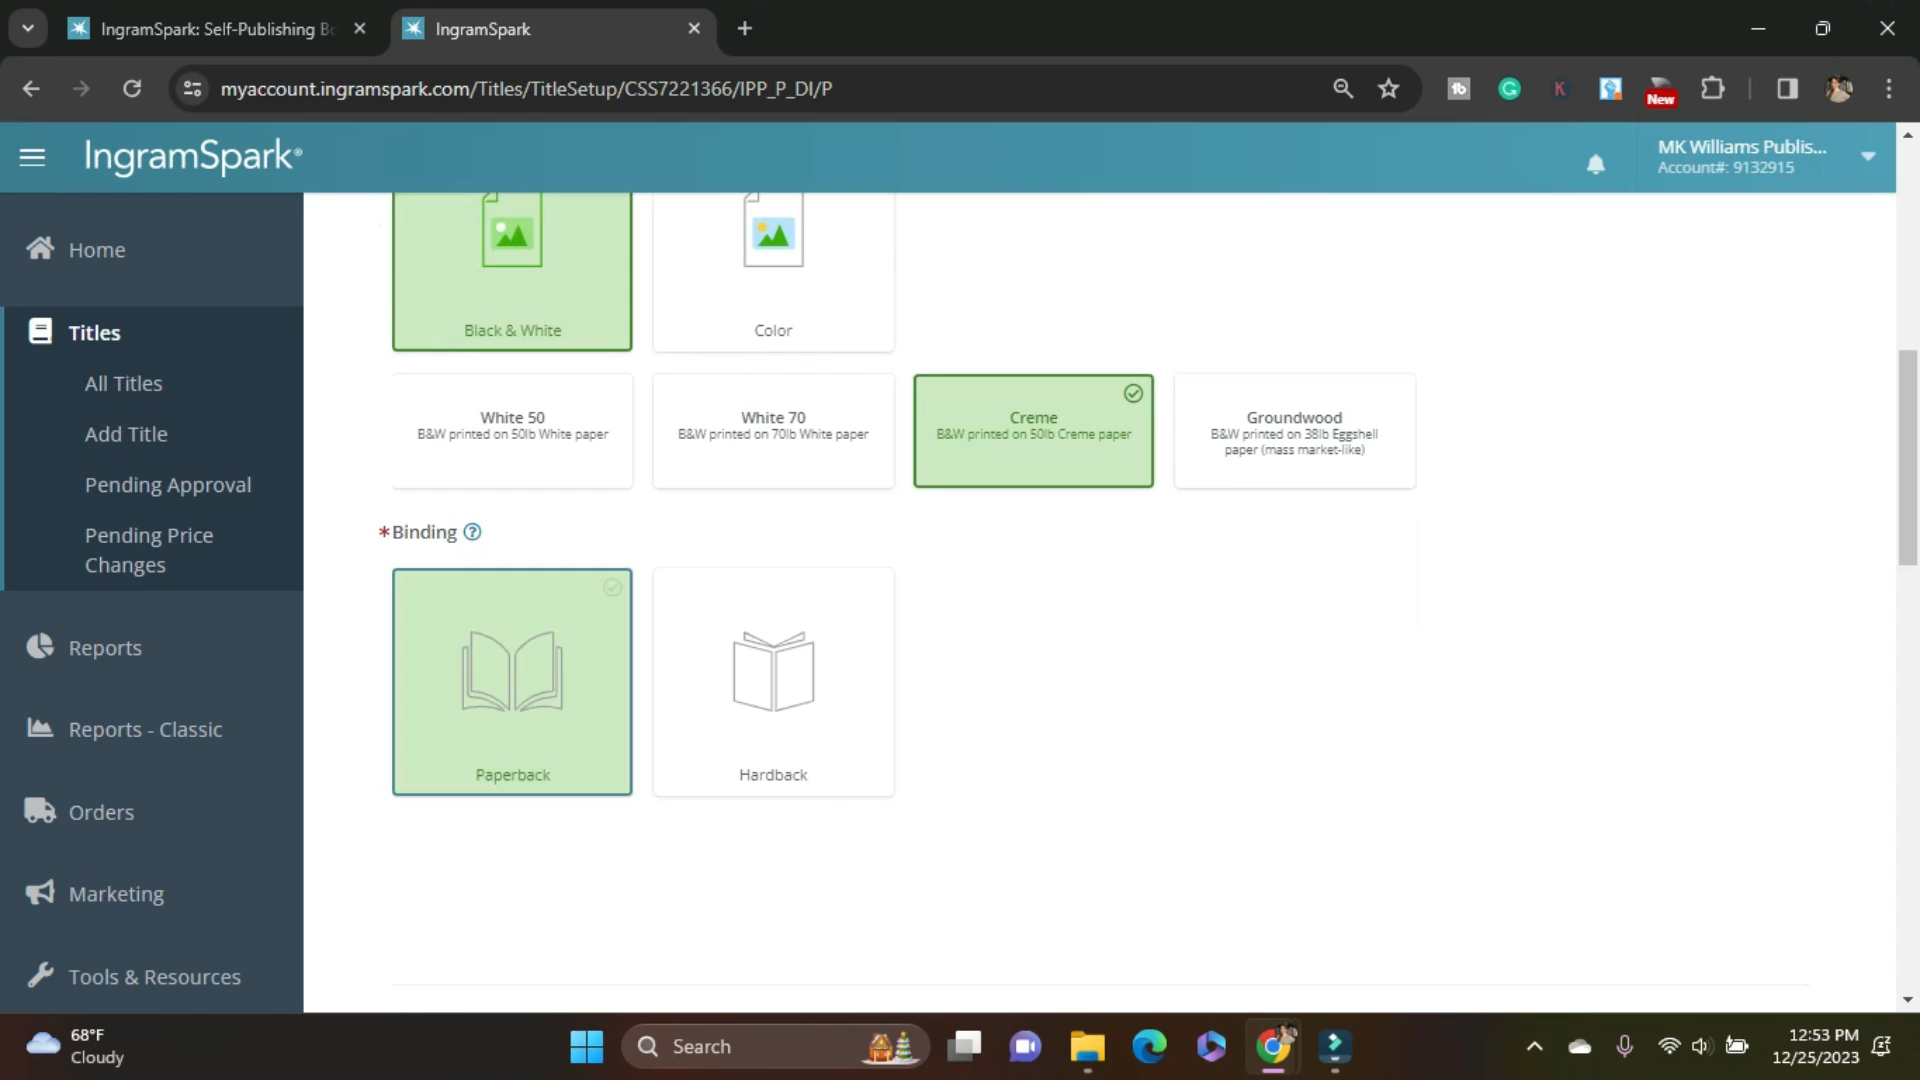 IngramSpark: Self-Publishing Bo
IngramSpark
myaccount.ingramspark.com/Titles/TitleSetup/CSS7221366/IPP_P_DI/P
New
IngramSpark®
MK Williams Publis...
Account#: 9132915
Home
Titles
All Titles
Add Title
Pending Approval
Pending Price
Changes
Reports
Reports - Classic
Orders
Marketing
Tools & Resources
Black & White
Color
White 50
B&W printed on 50lb White paper
White 70
B&W printed on 70lb White paper
Creme
B&W printed on 50lb Creme paper
Groundwood
B&W printed on 38lb Eggshell
paper (mass market-like)
*Binding ?
Paperback
Hardback
68°F
Cloudy
Search
12:53 PM
12/25/2023